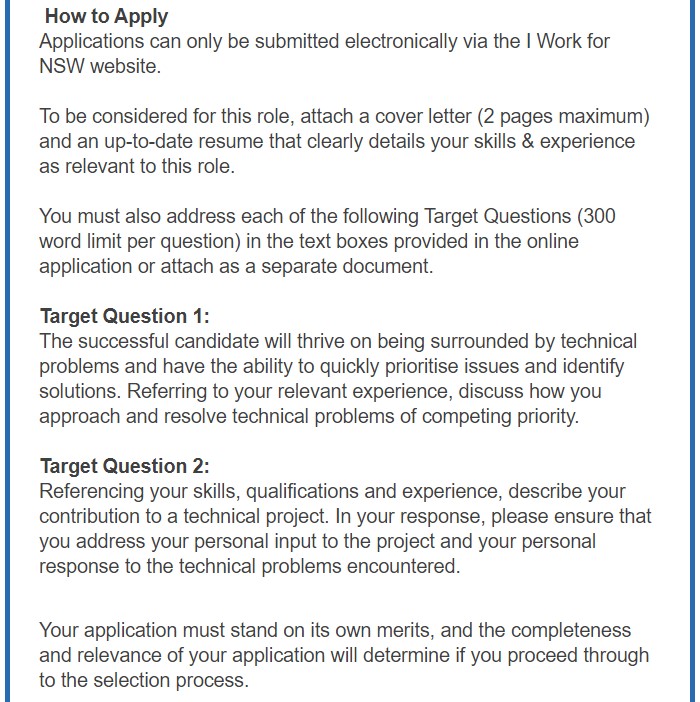 How to Apply
Applications can only be submitted electronically via the I Work for
NSW website.
To be considered for this role, attach a cover letter (2 pages maximum)
and an up-to-date resume that clearly details your skills & experience
as relevant to this role.
You must also address each of the following Target Questions (300
word limit per question) in the text boxes provided in the online
application or attach as a separate document.
Target Question 1:
The successful candidate will thrive on being surrounded by technical
problems and have the ability to quickly prioritise issues and identify
solutions. Referring to your relevant experience, discuss how you
approach and resolve technical problems of competing priority.
Target Question 2:
Referencing your skills, qualifications and experience, describe your
contribution to a technical project. In your response, please ensure that
you address your personal input to the project and your personal
response to the technical problems encountered.
Your application must stand on its own merits, and the completeness
and relevance of your application will determine if you proceed through
to the selection process.